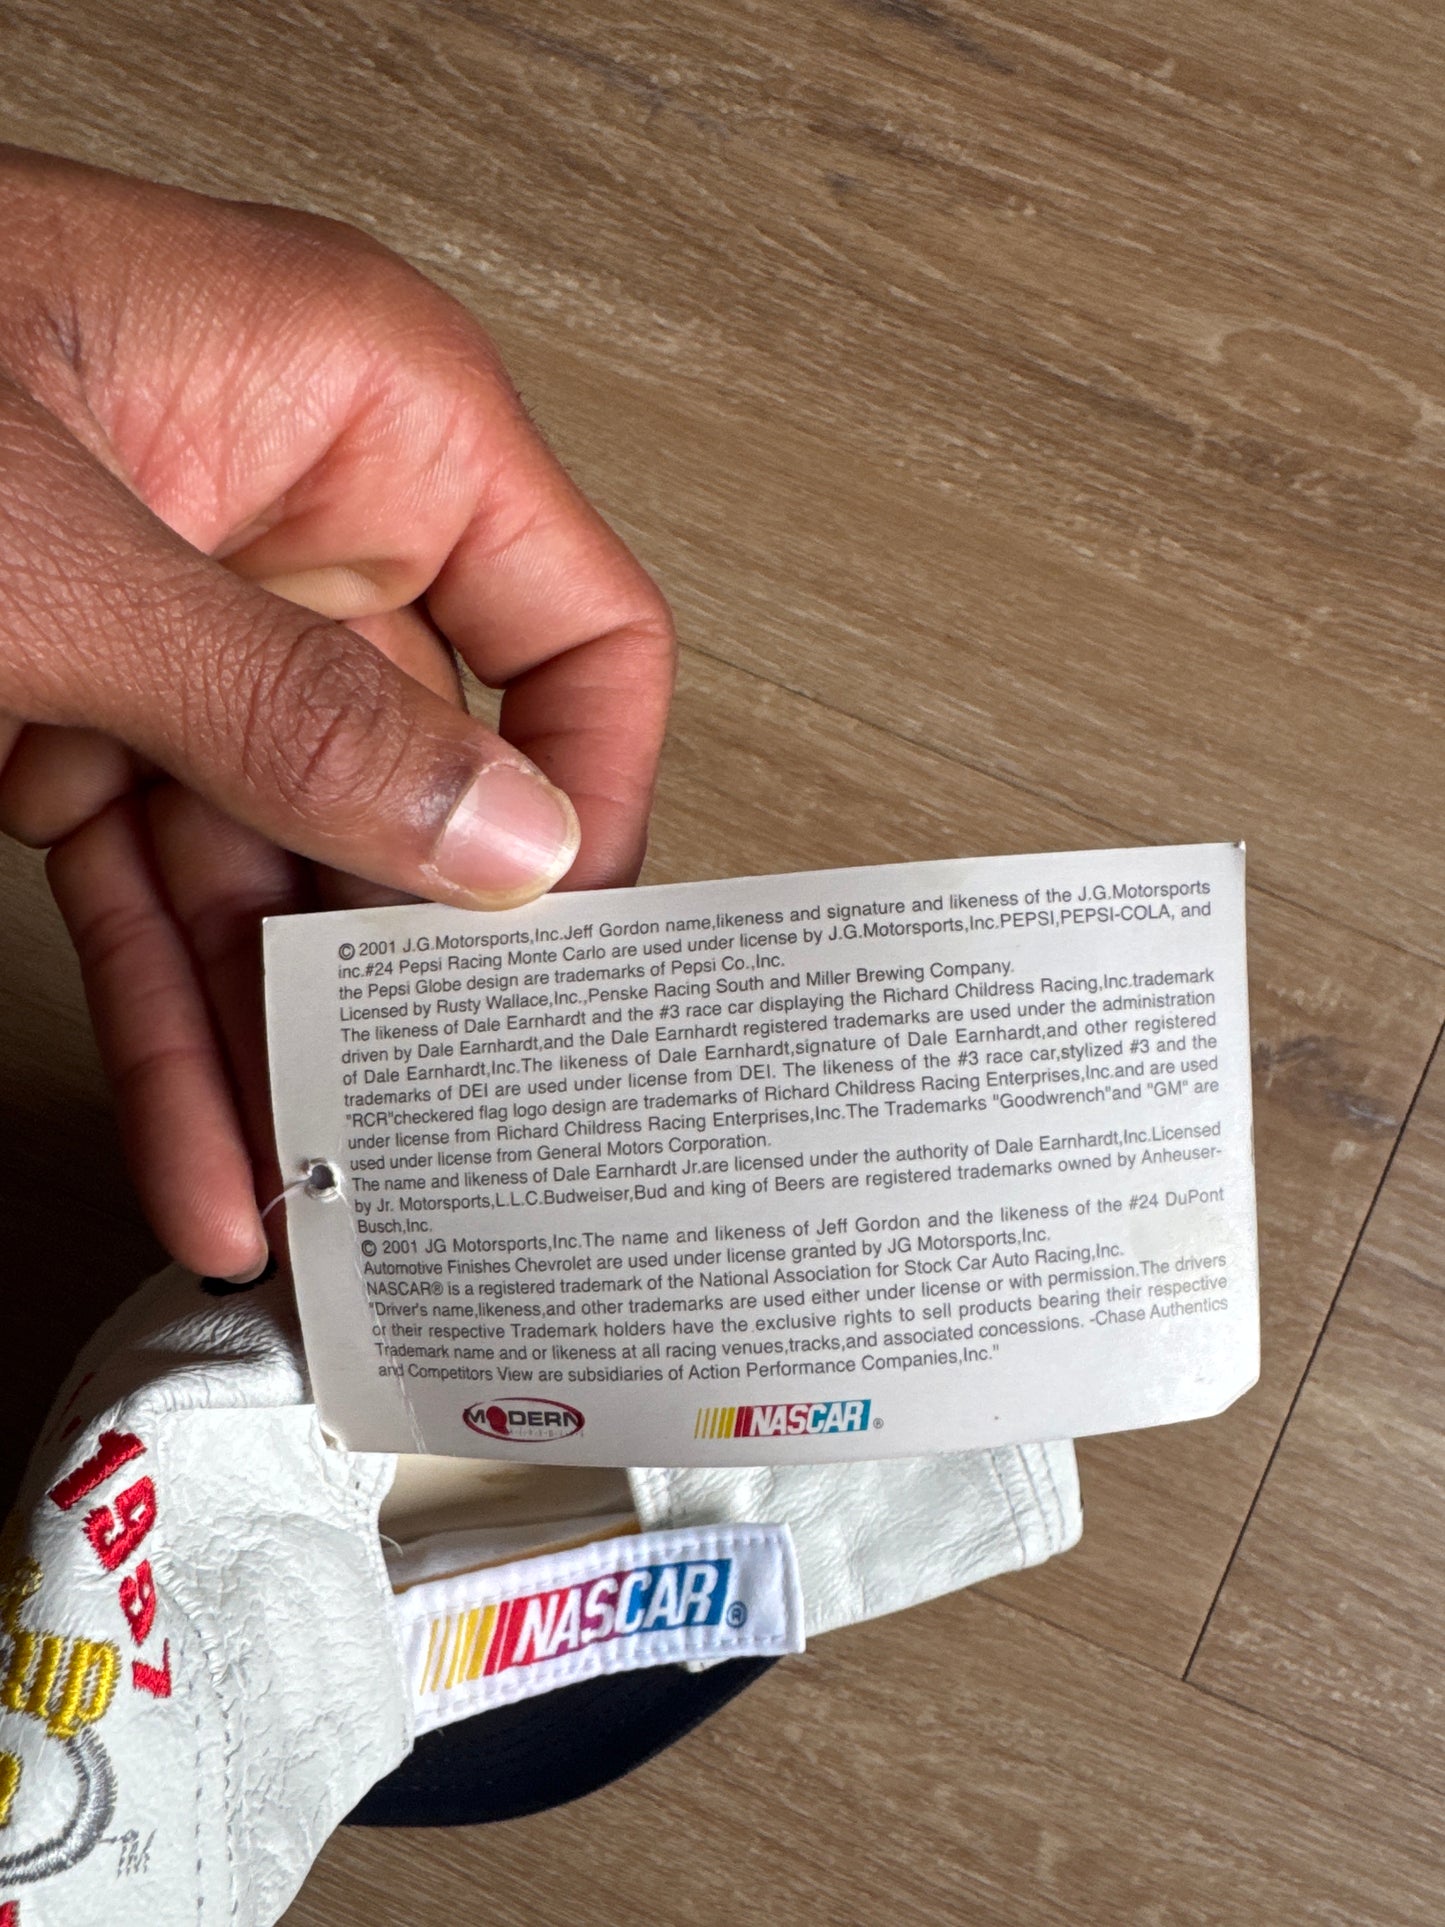 © 2001 J.G.Motorsports,Inc.Jeff Gordon name,likeness and signature and likeness of the J.G.Motorsports
inc.#24 Pepsi Racing Monte Carlo are used under license by J.G.Motorsports,Inc.PEPSI,PEPSI-COLA, and
the Pepsi Globe design are trademarks of Pepsi Co.,Inc.
Licensed by Rusty Wallace,Inc.,Penske Racing South and Miller Brewing Company.
The likeness of Dale Earnhardt and the #3 race car displaying the Richard Childress Racing,Inc.trademark
driven by Dale Earnhardt,and the Dale Earnhardt registered trademarks are used under the administration
of Dale Earnhardt,Inc.The likeness of Dale Earnhardt,signature of Dale Earnhardt,and other registered
trademarks of DEI are used under license from DEI. The likeness of the #3 race car,stylized #3 and the
"RCR"checkered flag logo design are trademarks of Richard Childress Racing Enterprises,Inc.and are used
under license from Richard Childress Racing Enterprises,Inc.The Trademarks "Goodwrench"and "GM" are
used under license from General Motors Corporation.
The name and likeness of Dale Earnhardt Jr.are licensed under the authority of Dale Earnhardt,Inc.Licensed
by Jr. Motorsports,L.L.C.Budweiser,Bud and king of Beers are registered trademarks owned by Anheuser-
Busch,Inc.
© 2001 JG Motorsports,Inc.The name and likeness of Jeff Gordon and the likeness of the #24 DuPont
Automotive Finishes Chevrolet are used under license granted by JG Motorsports,Inc.
NASCAR® is a registered trademark of the National Association for Stock Car Auto Racing,Inc.
"Driver's name,likeness,and other trademarks are used either under license or with permission.The drivers
or their respective Trademark holders have the exclusive rights to sell products bearing their respective
Trademark name and or likeness at all racing venues,tracks,and associated concessions. -Chase Authentics
and Competitors View are subsidiaries of Action Performance Companies,Inc."
MODERN
NASCAR®
NASCAR®
TM